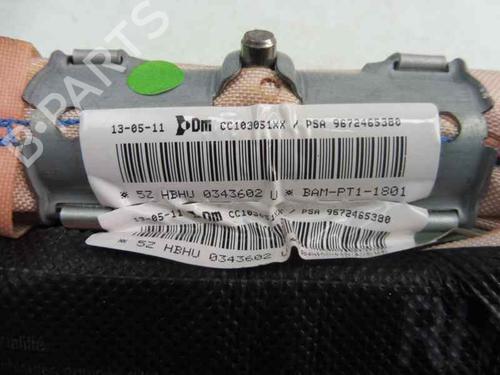 B-PARTS
13-05-11 Dm CC103051XX / PSA 9672465380
* 5Z HBHU 0343602 U * BAM-PT1-1801
13-05-11 Dm CC103051XX / PSA 9672465380
* 5Z HBHU 0343602 U